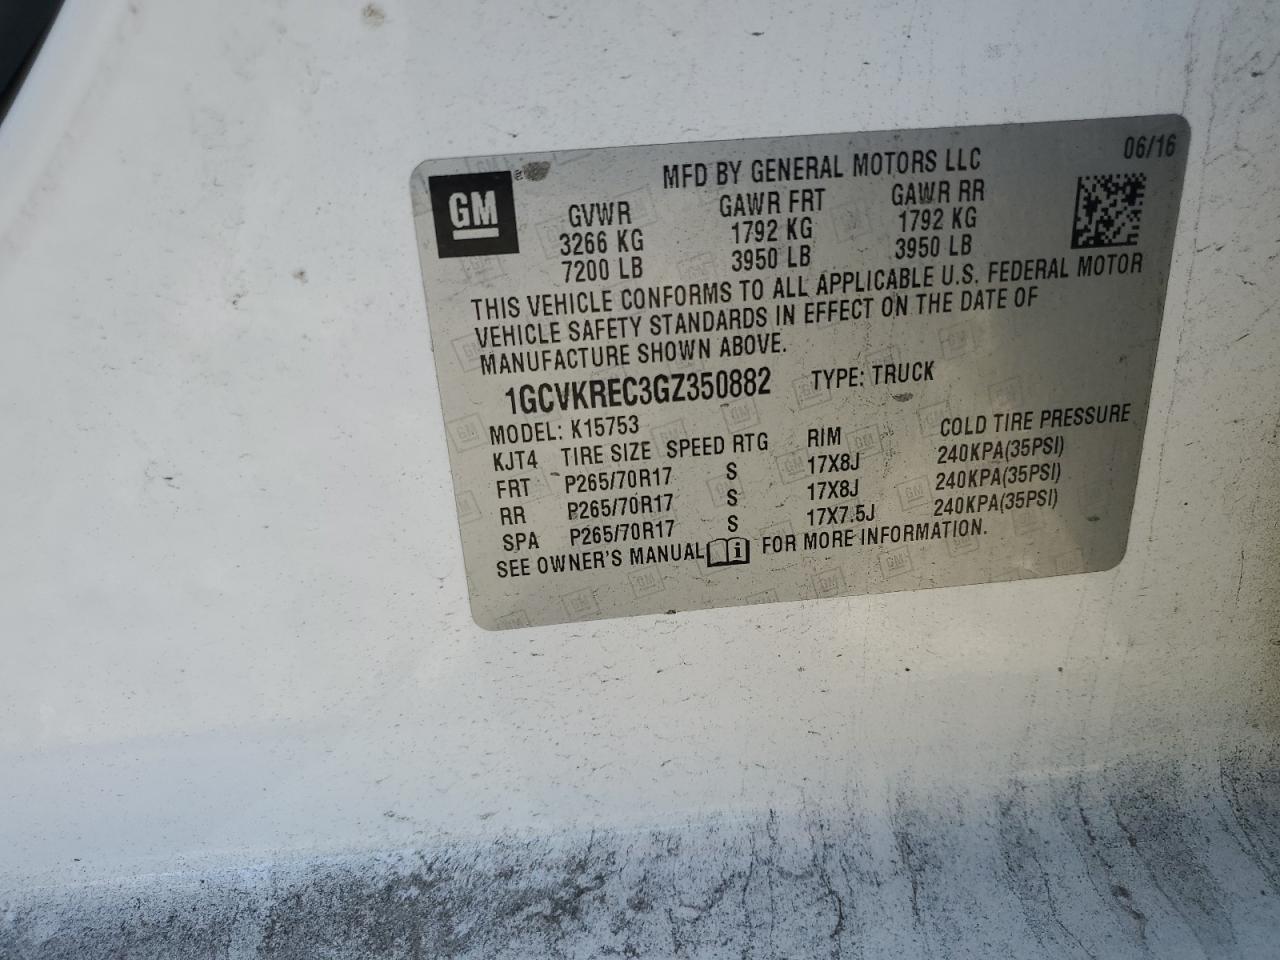 MFD BY GENERAL MOTORS LLC 06/16
GM
GVWR GAWR FRT GAWR RR
3266 KG 1792 KG 1792 KG
7200 LB 3950 LB 3950 LB
THIS VEHICLE CONFORMS TO ALL APPLICABLE U.S. FEDERAL MOTOR
VEHICLE SAFETY STANDARDS IN EFFECT ON THE DATE OF
MANUFACTURE SHOWN ABOVE.
1GCVKREC3GZ350882 TYPE: TRUCK
MODEL: K15753
KJT4 TIRE SIZE SPEED RTG RIM COLD TIRE PRESSURE
FRT P265/70R17 S 17X8J 240KPA(35PSI)
RR P265/70R17 S 17X8J 240KPA(35PSI)
SPA P265/70R17 S 17X7.5J 240KPA(35PSI)
SEE OWNER'S MANUAL FOR MORE INFORMATION.